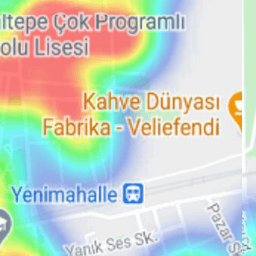 ltepe Çok Programlı
olu Lisesi
Kahve Dünyası
Fabrika - Veliefendi
Yenimahalle
Yanık Ses Sk.
Pazar S